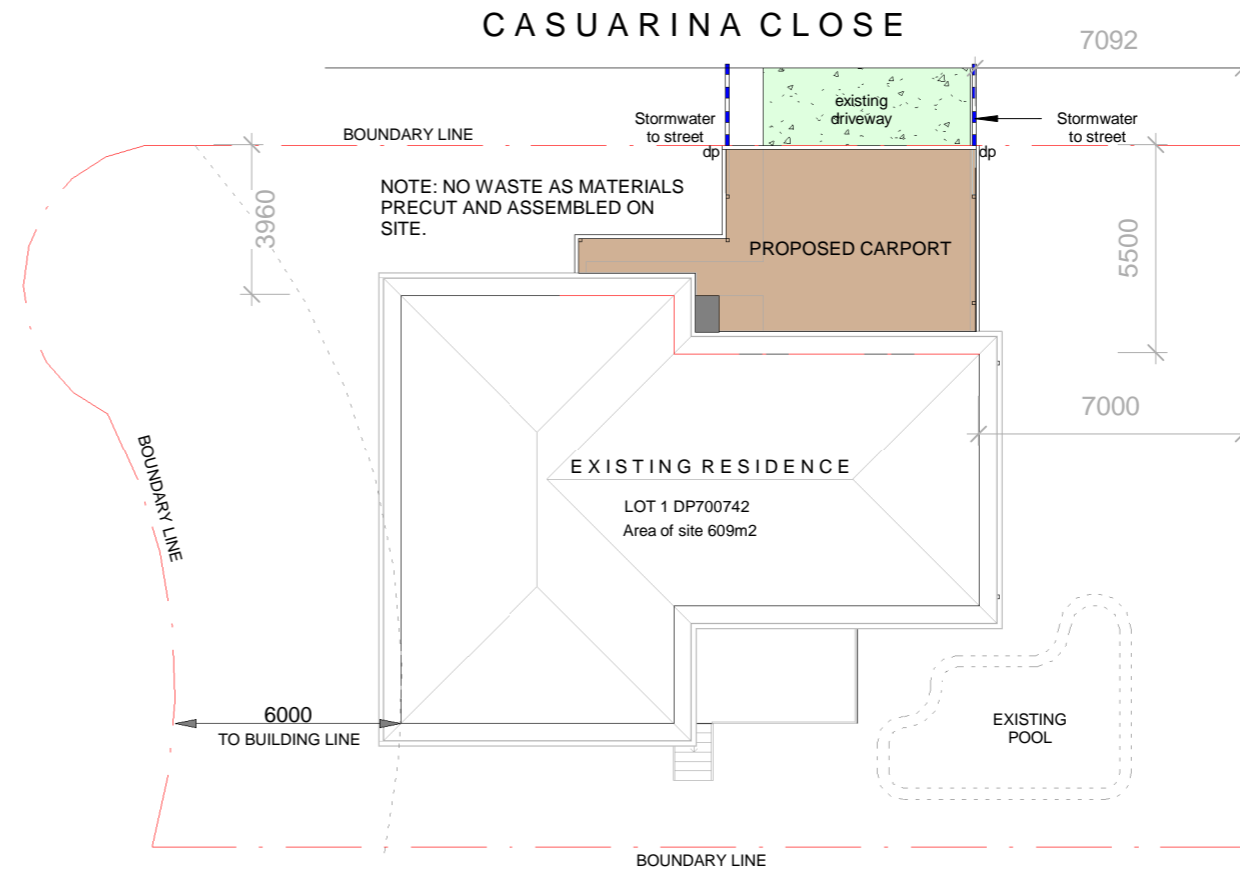 CASUARINA CLOSE
7092
existing
driveway
Stormwater
to street
Stormwater
to street
BOUNDARY LINE
dp
dp
NOTE: NO WASTE AS MATERIALS
PRECUT AND ASSEMBLED ON
SITE.
3960
PROPOSED CARPORT
5500
7000
BOUNDARY LINE
EXISTING RESIDENCE
LOT 1 DP700742
Area of site 609m2
6000
TO BUILDING LINE
EXISTING
POOL
BOUNDARY LINE